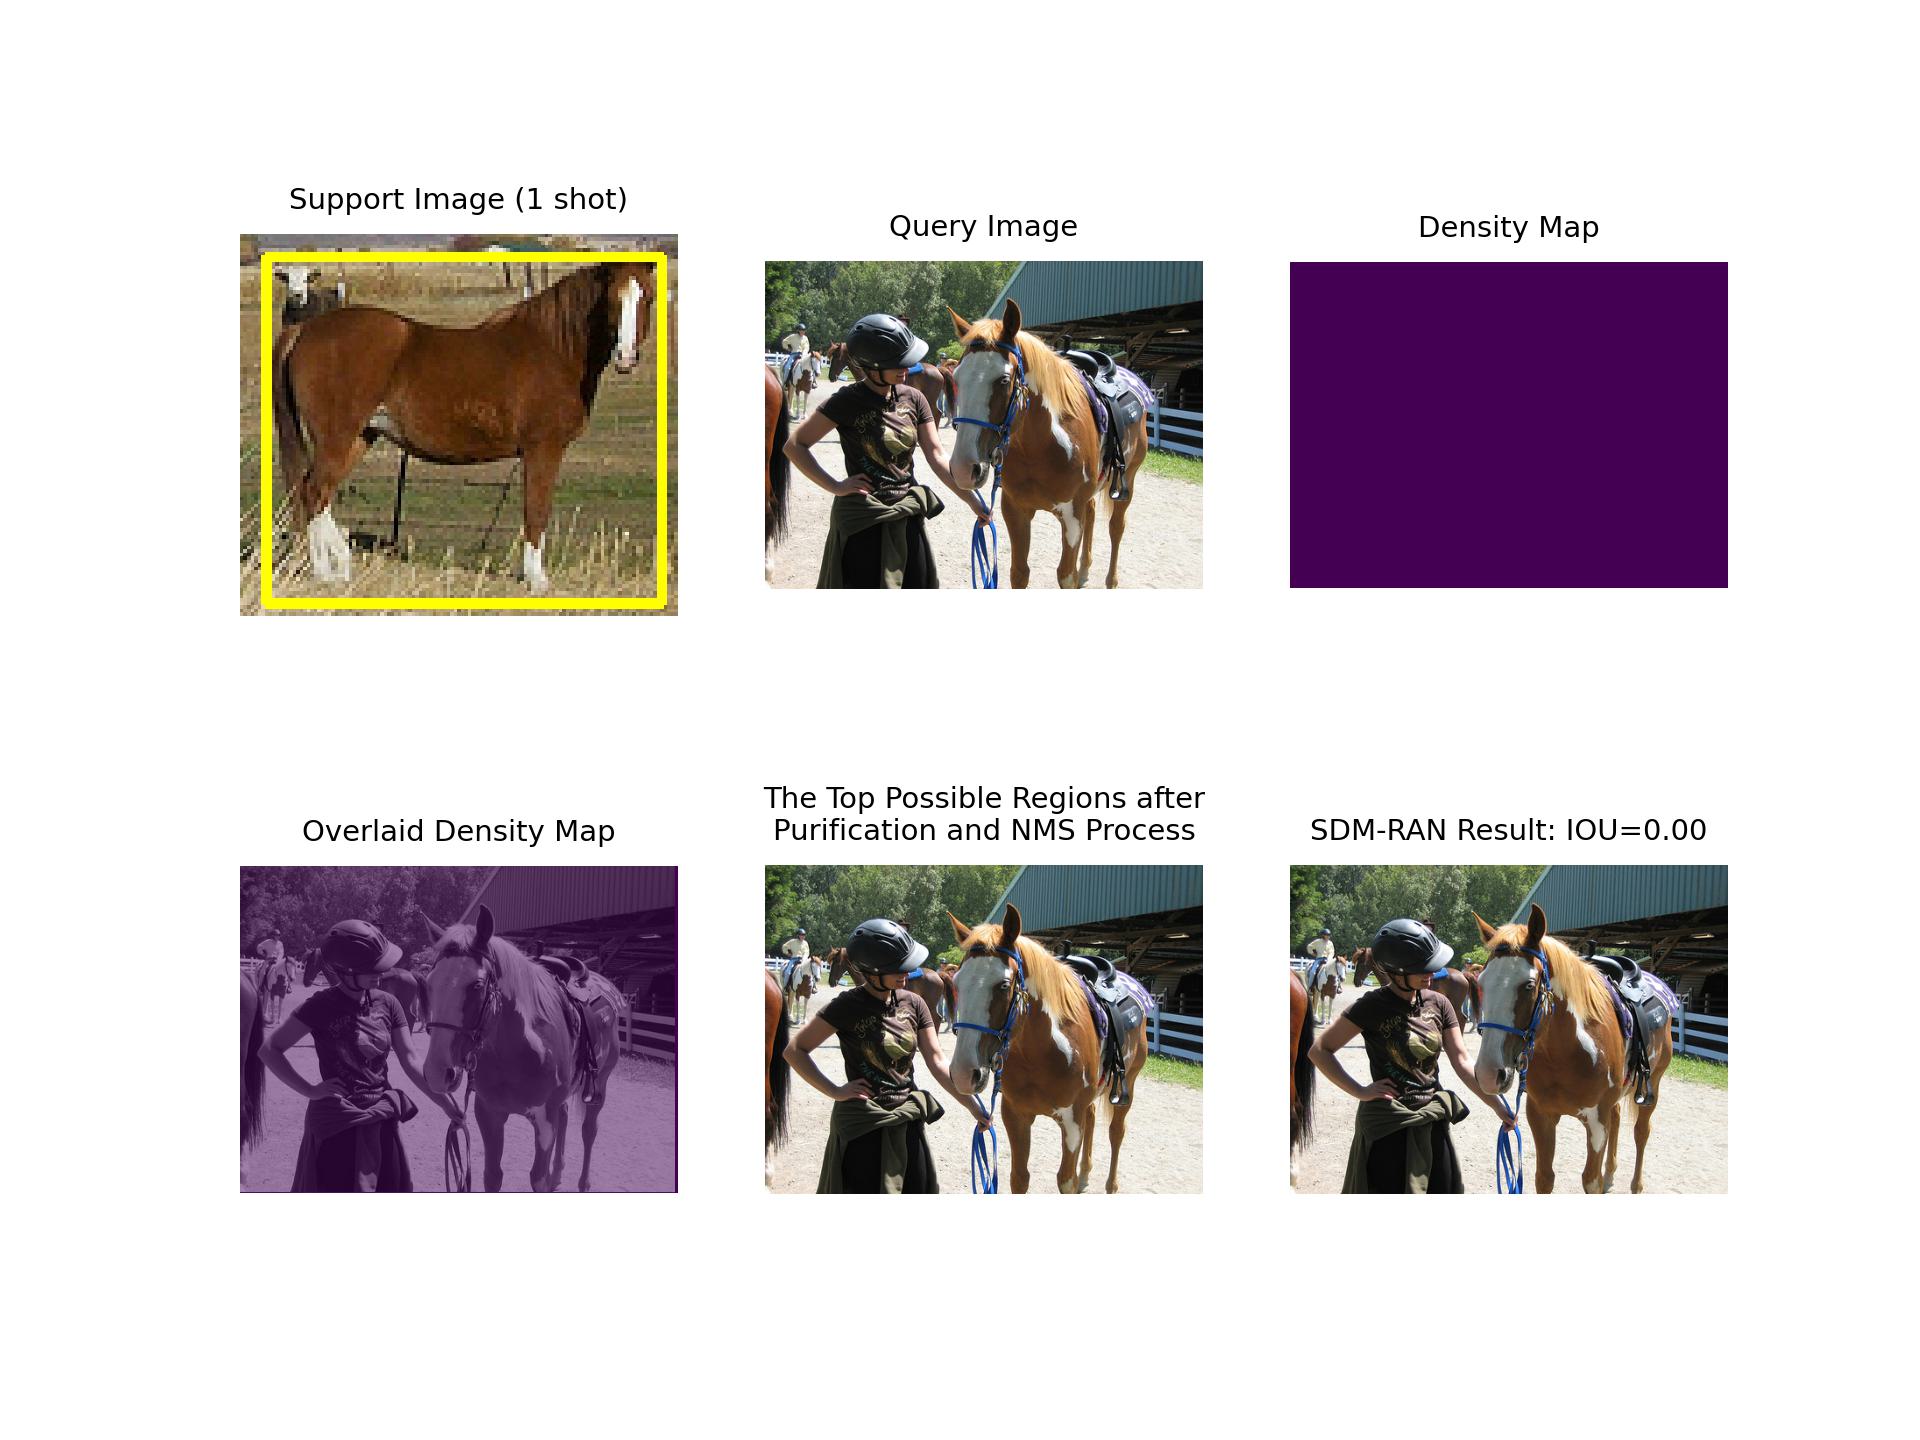 Support Image (1 shot)
Query Image
Density Map
Overlaid Density Map
The Top Possible Regions after
Purification and NMS Process
SDM-RAN Result: IOU=0.00